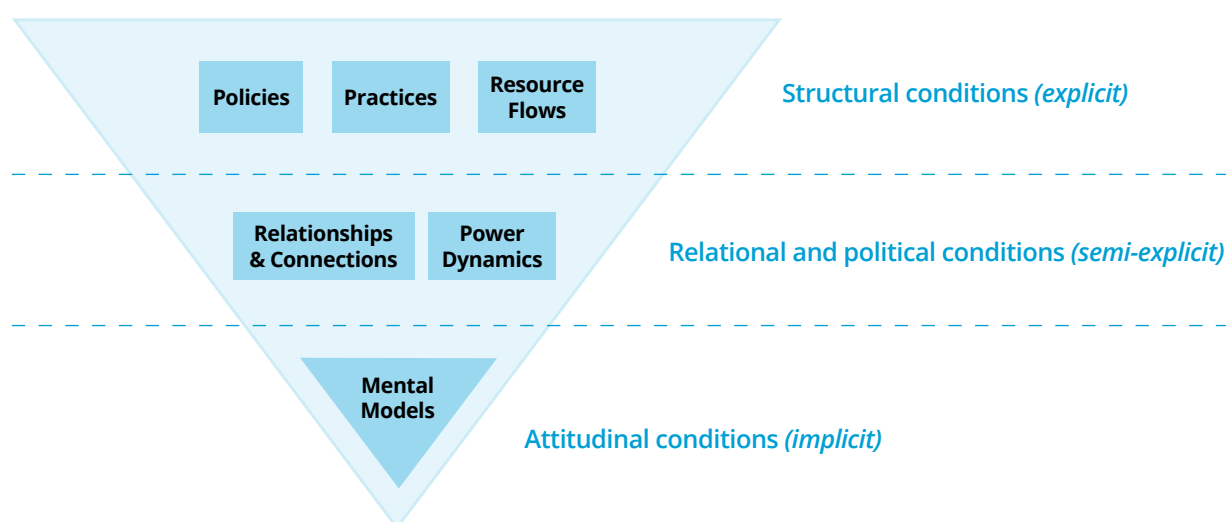 Policies
Practices
Resource
Flows
Structural conditions (explicit)
Relationships
& Connections
Power
Dynamics
Relational and political conditions (semi-explicit)
Mental
Models
Attitudinal conditions (implicit)